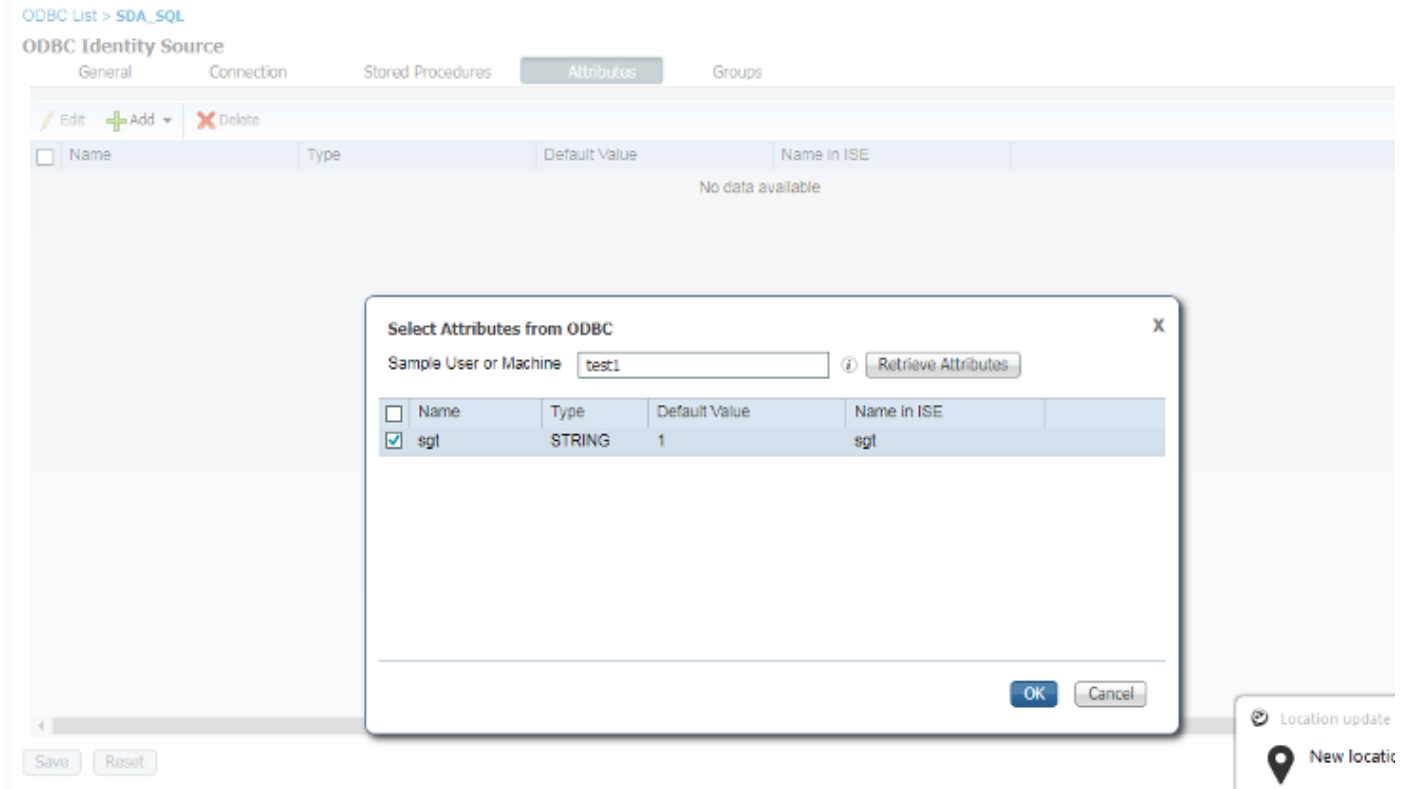 ODBC List > SDA_SQL
ODBC Identity Source
General Connection Stored Procedures Attributes Groups
Edit Add Delete
Name Type Default Value Name in ISE
No data available
Select Attributes from ODBC X
Sample User or Machine test1 i Retrieve Attributes
Name Type Default Value Name in ISE
sgt STRING 1 sgt
OK Cancel
Location update
New locatic
Save Reset